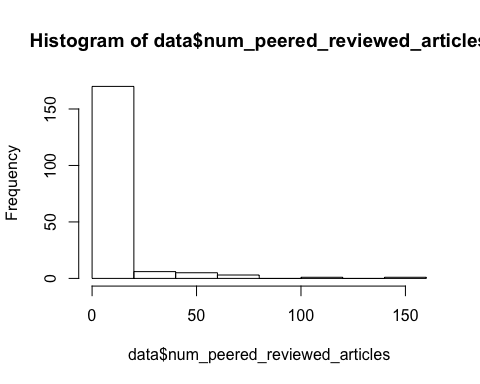 Histogram of data$num_peered_reviewed_articles
Frequency
150
100
50
0
0 50 100 150
data$num_peered_reviewed_articles